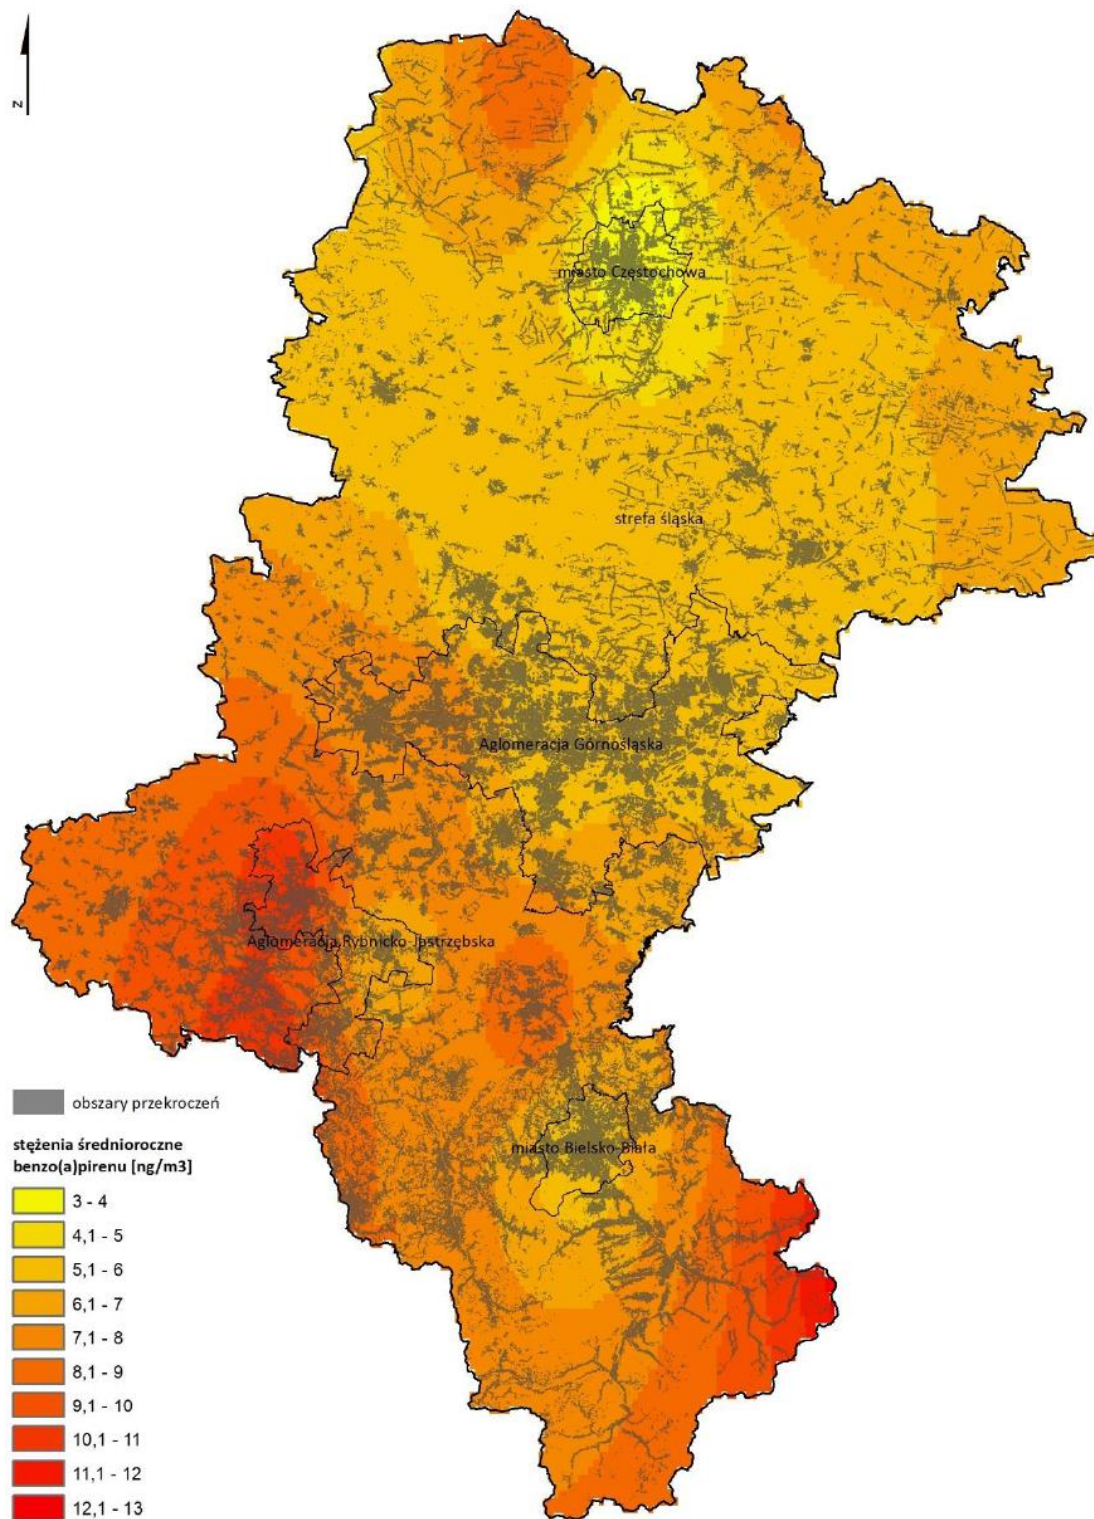 N
miasto Częstochowa
strefa śląska
Aglomeracja Górnośląska
Aglomeracja Rybnicko-Jastrzębska
miasto Bielsko-Biała
obszary przekroczeń
stężenia średnioroczne
benzo(a)pirenu [ng/m3]
3 - 4
4,1 - 5
5,1 - 6
6,1 - 7
7,1 - 8
8,1 - 9
9,1 - 10
10,1 - 11
11,1 - 12
12,1 - 13